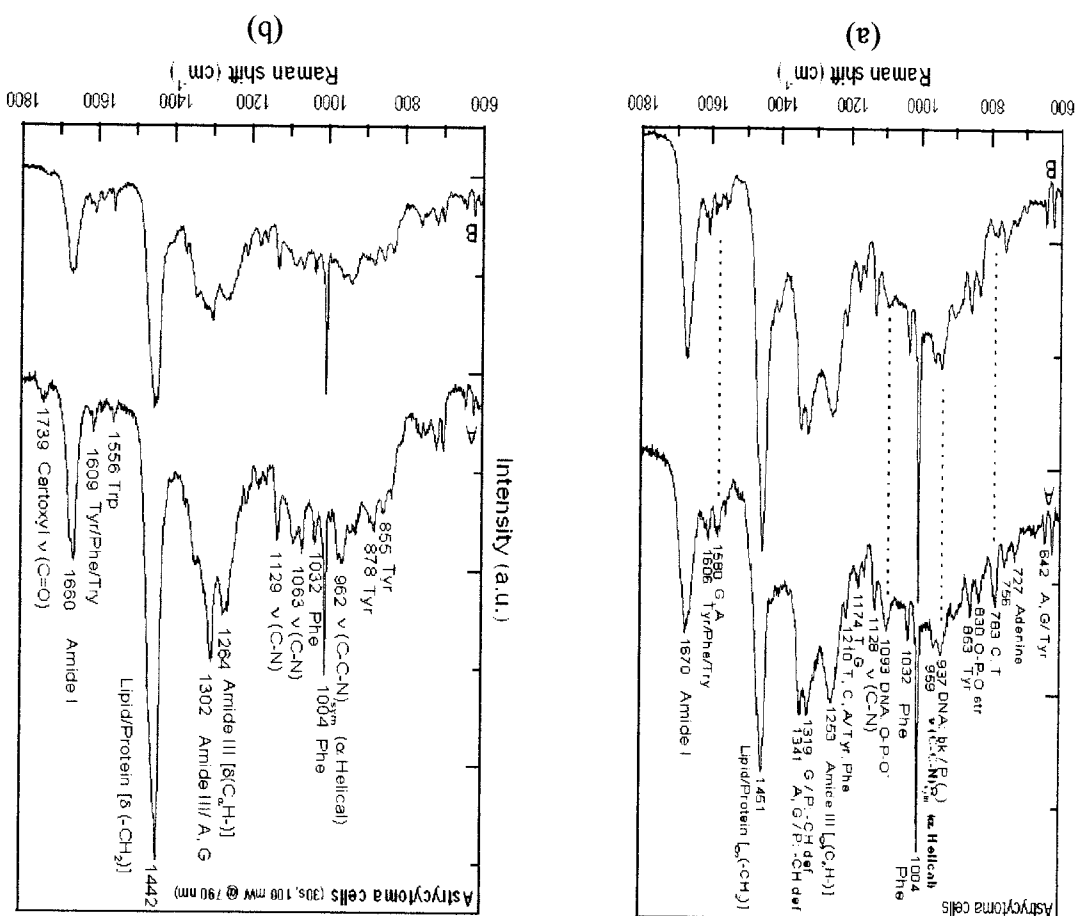 (a)
Astrycytoma cells
A
B
642 A, G/ Tyr
727 Adenine
756
783 C, T
830 O-P-O str
863 Tyr
937 DNA: bk / P
959 ν(C-C-N)sym α Helical
1004 Phe
1032 Phe
1093 DNA, O-P-O⁻
1128 ν (C-N)
1174 T, G
1210 T, C, A/Tyr, Phe
1253 Amide III
1319 G / P: -CH def
1341 A, G / P: -CH def
1451
Lipid/Protein
1580 G, A
1606 Tyr/Phe/Try
1670 Amide I
600 800 1000 1200 1400 1600 1800
Raman shift (cm⁻¹)
(b)
Astrycytoma cells (30s, 100 mW @ 790 nm)
Intensity (a.u.)
A
B
855 Tyr
878 Tyr
962 ν (C-C-N)sym (α Helical)
1004 Phe
1032 Phe
1063 ν(C-N)
1129 ν (C-N)
1264 Amide III [δ(CαH-)]
1302 Amide III/ A, G
1442
Lipid/Protein [δ (-CH₂)]
1556 Trp
1609 Tyr/Phe/Try
1660 Amide I
1739 Cartoxyl ν (C=O)
600 800 1000 1200 1400 1600 1800
Raman shift (cm⁻¹)